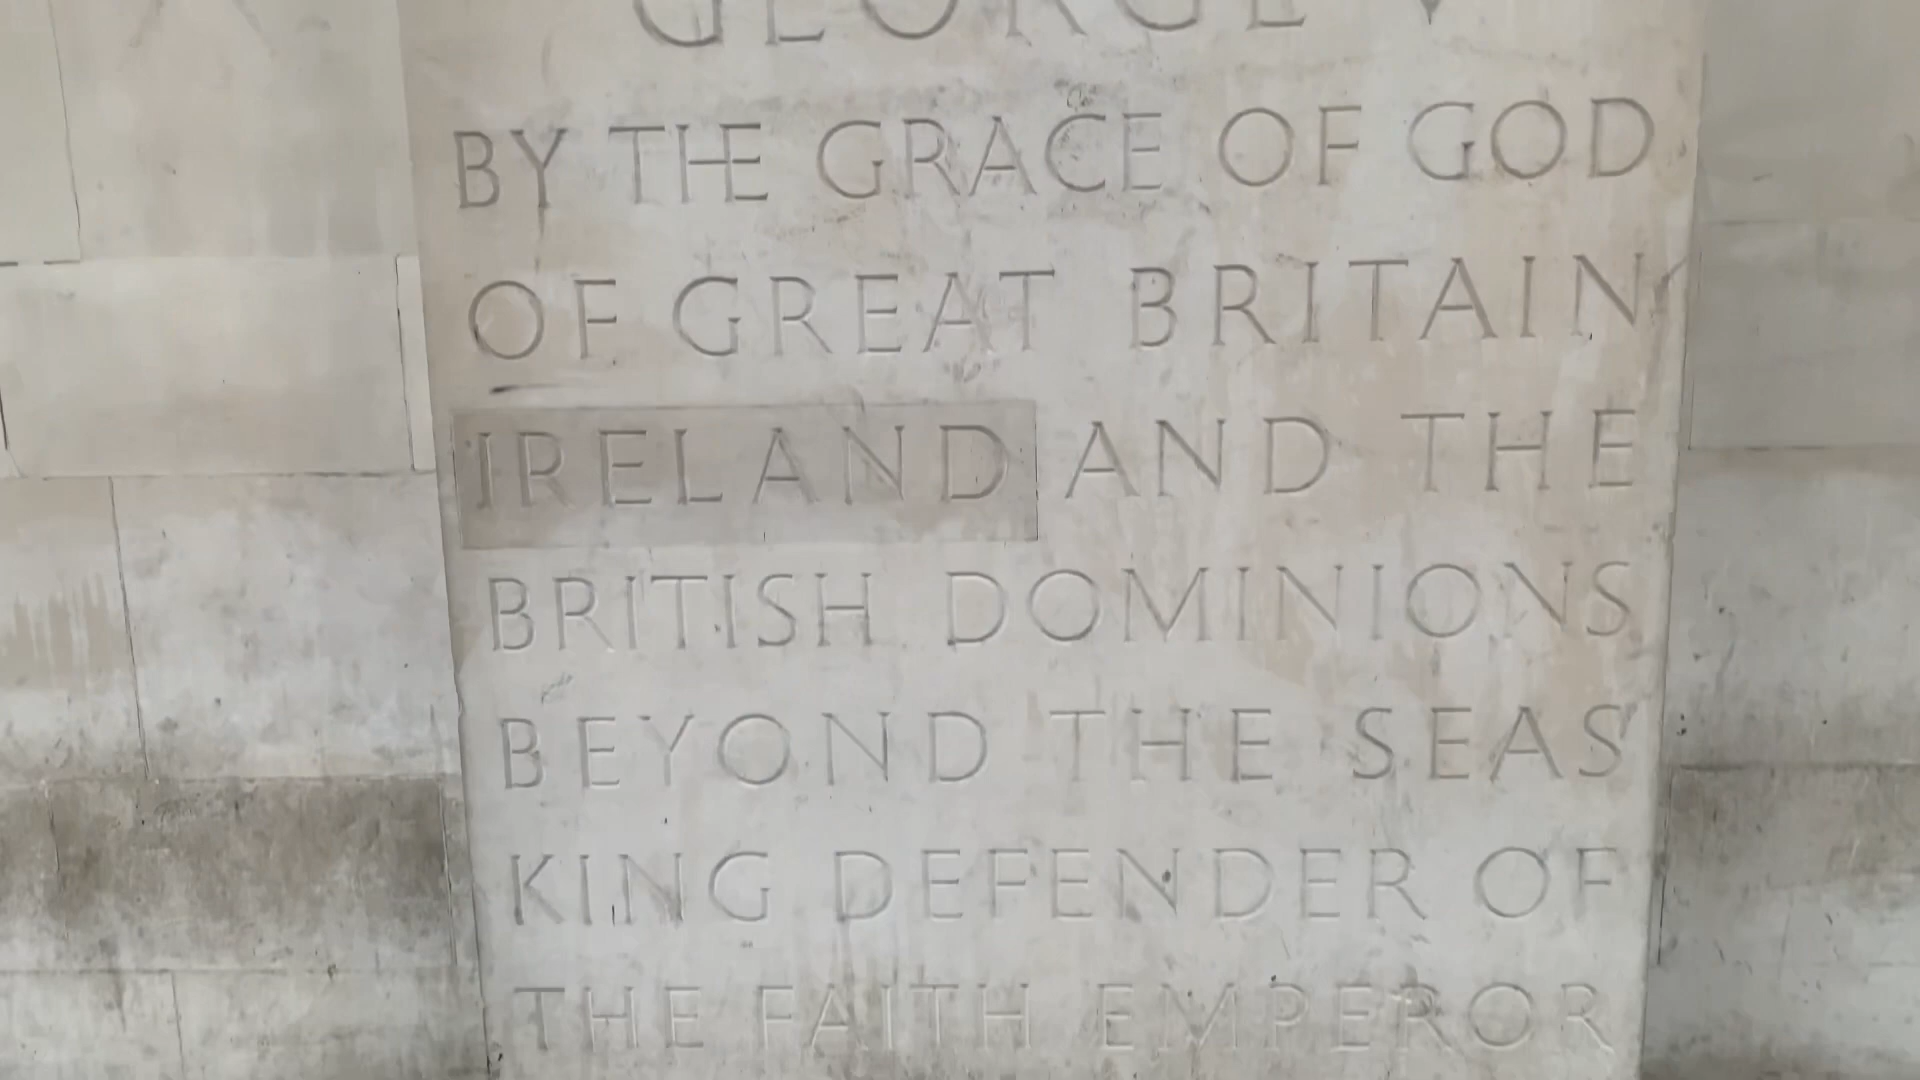 GEORGE V
BY THE GRACE OF GOD
OF GREAT BRITAIN
IRELAND AND THE
BRITISH DOMINIONS
BEYOND THE SEAS
KING DEFENDER OF
THE FAITH EMPEROR